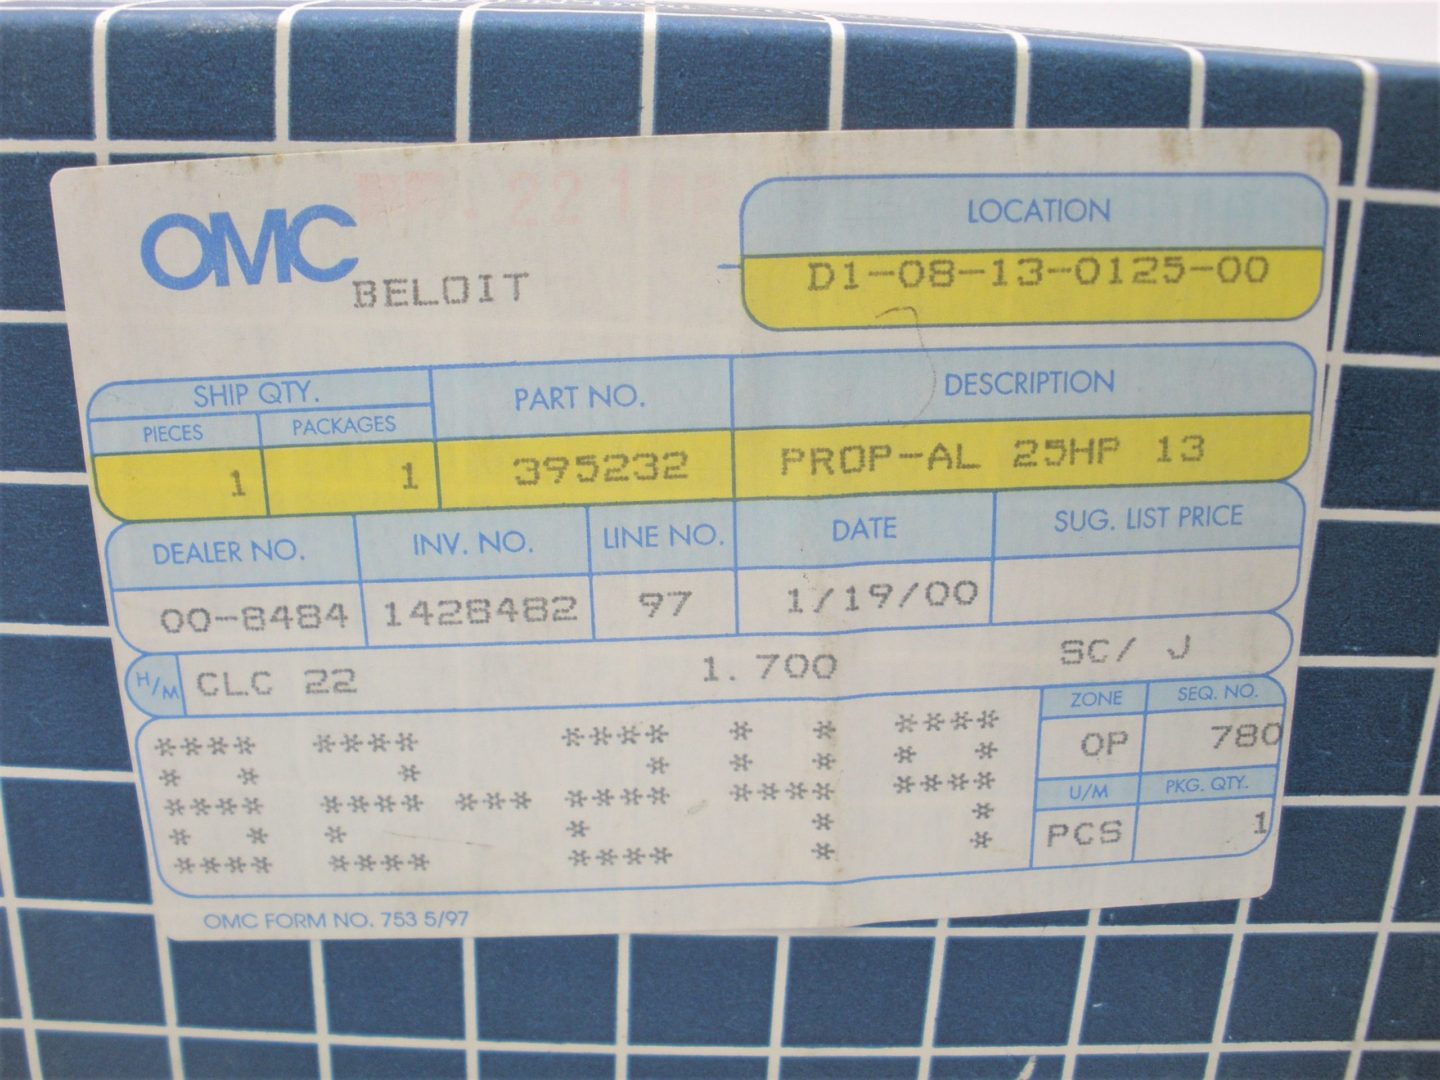 OMC
BELOIT
LOCATION
D1-08-13-0125-00
SHIP QTY. PART NO. DESCRIPTION
PIECES PACKAGES
1 1 395232 PROP-AL 25HP 13
DEALER NO. INV. NO. LINE NO. DATE SUG. LIST PRICE
00-8484 1428482 97 1/19/00
H/M CLC 22 1.700 SC/ J
ZONE SEQ. NO.
OP 780
U/M PKG. QTY.
PCS 1
**** **** **** * * ****
* * * * * * * *
**** **** *** **** **** ****
* * * * * *
**** **** **** * *
OMC FORM NO. 753 5/97